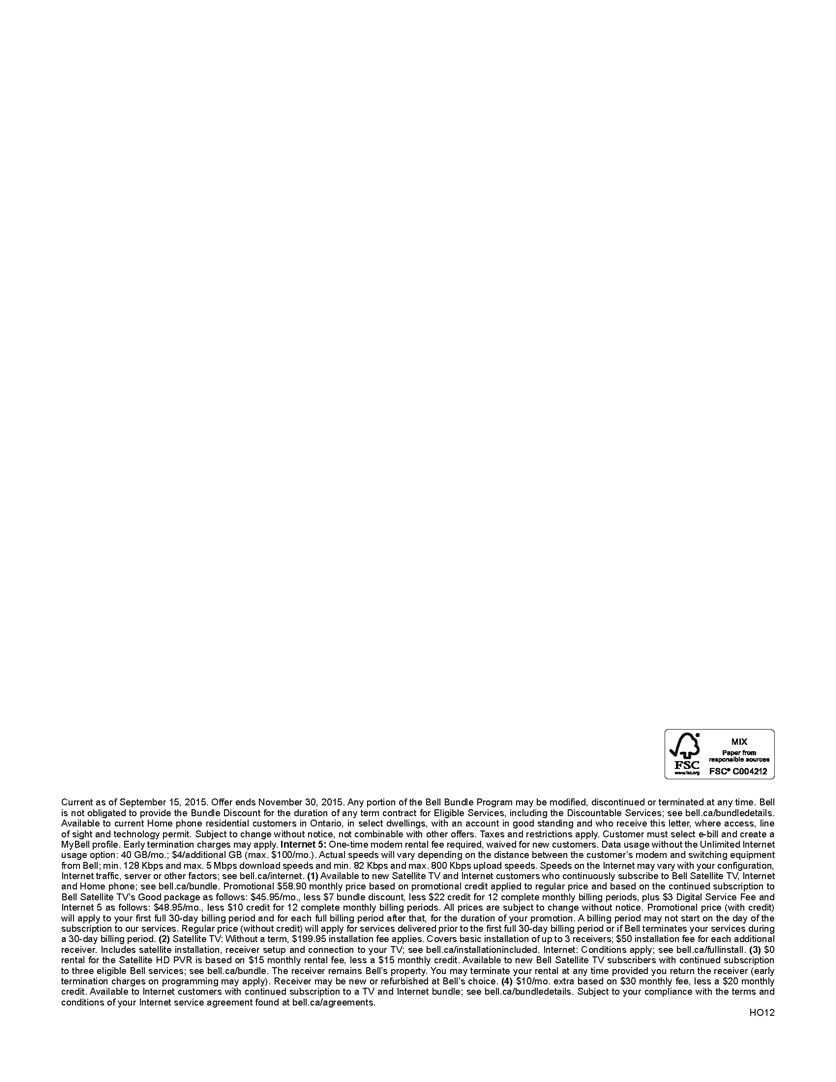 MIX
Paper from
responsible sources
FSC
www.fsc.org
FSC® C004212
Current as of September 15, 2015. Offer ends November 30, 2015. Any portion of the Bell Bundle Program may be modified, discontinued or terminated at any time. Bell
is not obligated to provide the Bundle Discount for the duration of any term contract for Eligible Services, including the Discountable Services; see bell.ca/bundledetails.
Available to current Home phone residential customers in Ontario, in select dwellings, with an account in good standing and who receive this letter, where access, line
of sight and technology permit. Subject to change without notice, not combinable with other offers. Taxes and restrictions apply. Customer must select e-bill and create a
MyBell profile. Early termination charges may apply. Internet 5: One-time modem rental fee required, waived for new customers. Data usage without the Unlimited Internet
usage option: 40 GB/mo.; $4/additional GB (max. $100/mo.). Actual speeds will vary depending on the distance between the customer's modem and switching equipment
from Bell; min. 128 Kbps and max. 5 Mbps download speeds and min. 82 Kbps and max. 800 Kbps upload speeds. Speeds on the Internet may vary with your configuration,
Internet traffic, server or other factors; see bell.ca/internet. (1) Available to new Satellite TV and Internet customers who continuously subscribe to Bell Satellite TV, Internet
and Home phone; see bell.ca/bundle. Promotional $58.90 monthly price based on promotional credit applied to regular price and based on the continued subscription to
Bell Satellite TV's Good package as follows: $45.95/mo., less $7 bundle discount, less $22 credit for 12 complete monthly billing periods, plus $3 Digital Service Fee and
Internet 5 as follows: $48.95/mo., less $10 credit for 12 complete monthly billing periods. All prices are subject to change without notice. Promotional price (with credit)
will apply to your first full 30-day billing period and for each full billing period after that, for the duration of your promotion. A billing period may not start on the day of the
subscription to our services. Regular price (without credit) will apply for services delivered prior to the first full 30-day billing period or if Bell terminates your services during
a 30-day billing period. (2) Satellite TV: Without a term, $199.95 installation fee applies. Covers basic installation of up to 3 receivers; $50 installation fee for each additional
receiver. Includes satellite installation, receiver setup and connection to your TV; see bell.ca/installationincluded. Internet: Conditions apply; see bell.ca/fullinstall. (3) $0
rental for the Satellite HD PVR is based on $15 monthly rental fee, less a $15 monthly credit. Available to new Bell Satellite TV subscribers with continued subscription
to three eligible Bell services; see bell.ca/bundle. The receiver remains Bell's property. You may terminate your rental at any time provided you return the receiver (early
termination charges on programming may apply). Receiver may be new or refurbished at Bell's choice. (4) $10/mo. extra based on $30 monthly fee, less a $20 monthly
credit. Available to Internet customers with continued subscription to a TV and Internet bundle; see bell.ca/bundledetails. Subject to your compliance with the terms and
conditions of your Internet service agreement found at bell.ca/agreements.
HO12